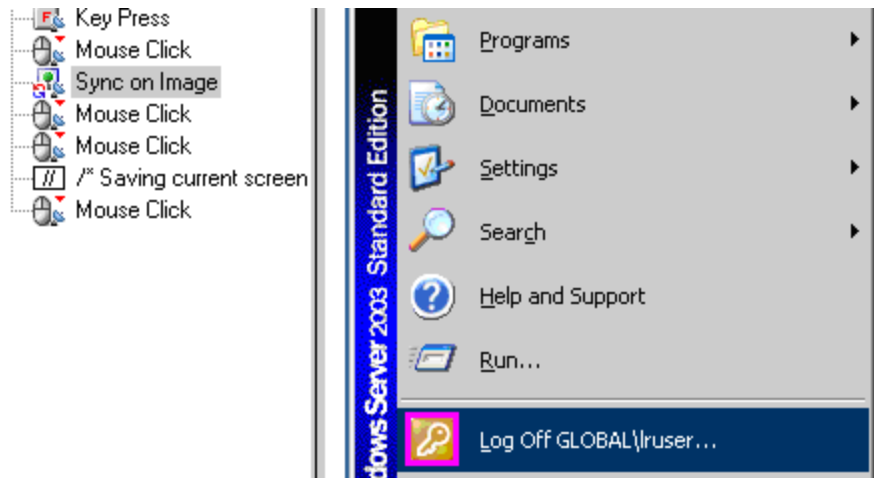 Key Press
Mouse Click
Sync on Image
Mouse Click
Mouse Click
// /* Saving current screen
Mouse Click
dows Server 2003 Standard Edition
Programs
Documents
Settings
Search
Help and Support
Run...
Log Off GLOBAL\lruser...